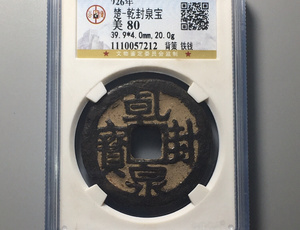 926年
楚-乾封泉宝
美 80
39.9*4.0mm,20.0g
1110057212 背策 铁钱
乾封泉寶